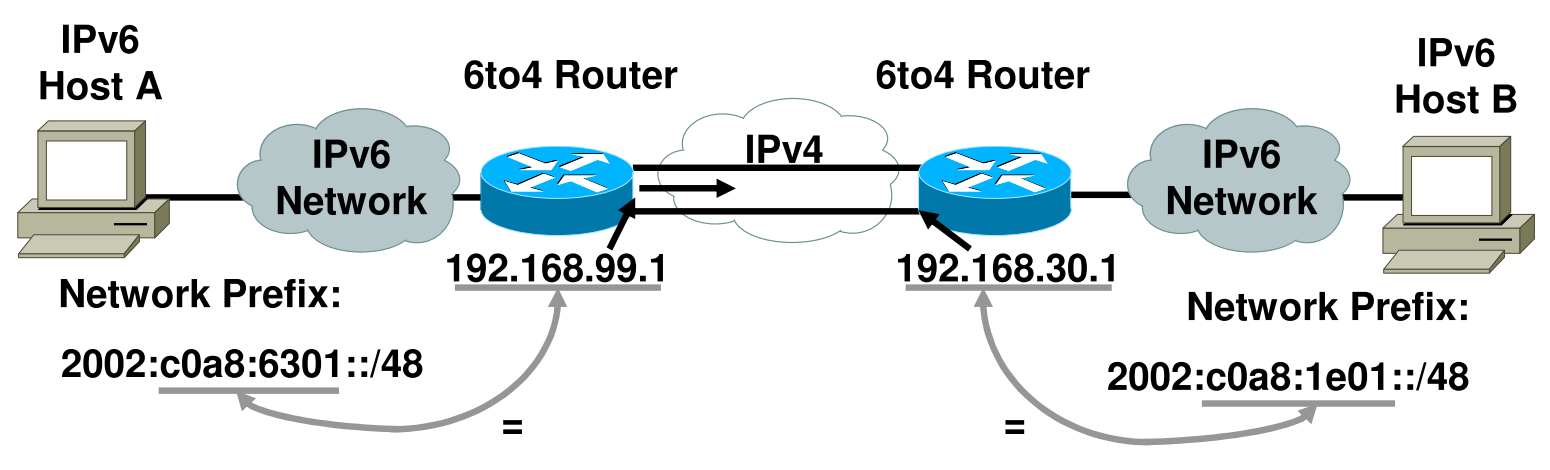 IPv6
Host A
6to4 Router
6to4 Router
IPv6
Host B
IPv6
Network
IPv4
IPv6
Network
192.168.99.1
192.168.30.1
Network Prefix:
2002:c0a8:6301::/48
Network Prefix:
2002:c0a8:1e01::/48
=
=